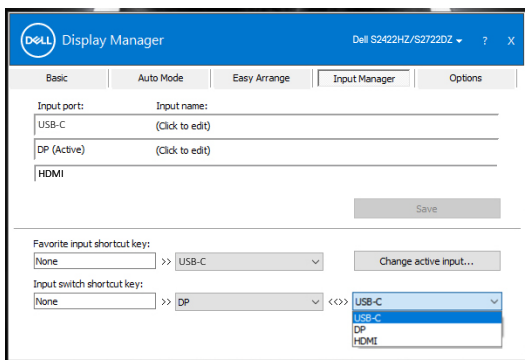 DELL Display Manager Dell S2422HZ/S2722DZ ? X
Basic Auto Mode Easy Arrange Input Manager Options
Input port: Input name:
USB-C (Click to edit)
DP (Active) (Click to edit)
HDMI
Save
Favorite input shortcut key:
None >> USB-C Change active input...
Input switch shortcut key:
None >> DP <<>> USB-C
USB-C
DP
HDMI